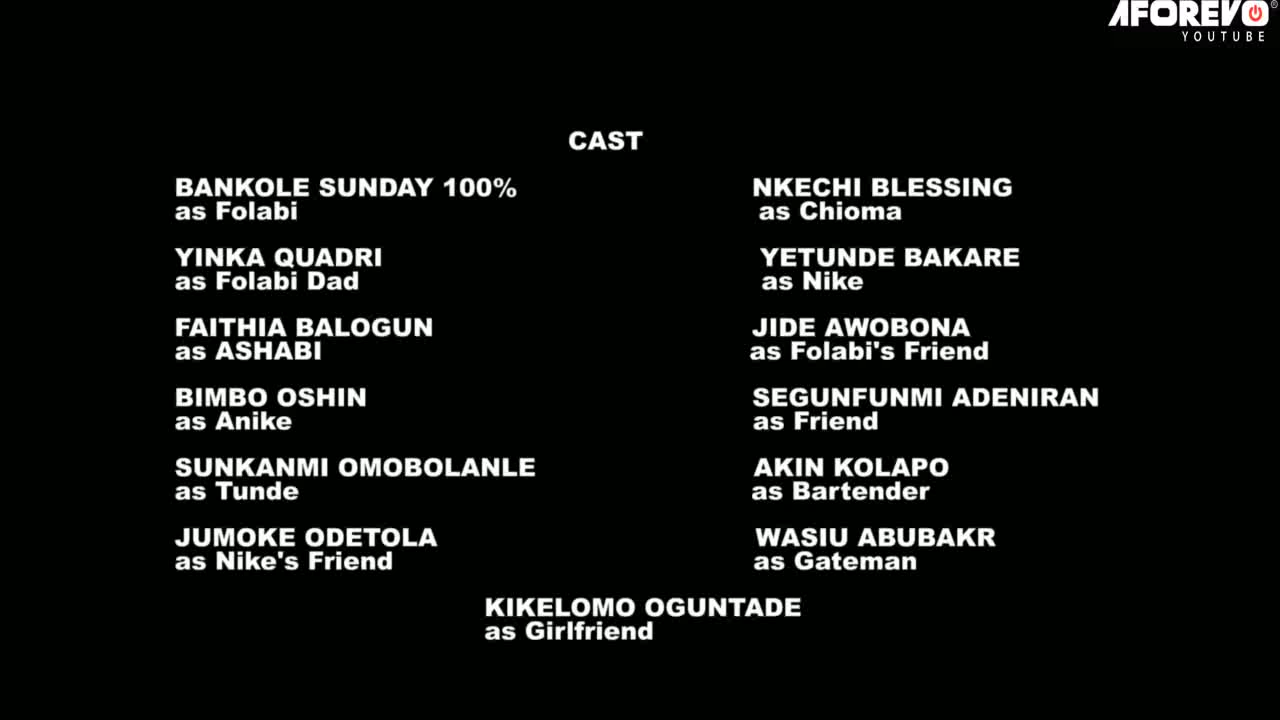 AFOREVO®
YOUTUBE
CAST
BANKOLE SUNDAY 100%
as Folabi
NKECHI BLESSING
as Chioma
YINKA QUADRI
as Folabi Dad
YETUNDE BAKARE
as Nike
FAITHIA BALOGUN
as ASHABI
JIDE AWOBONA
as Folabi's Friend
BIMBO OSHIN
as Anike
SEGUNFUNMI ADENIRAN
as Friend
SUNKANMI OMOBOLANLE
as Tunde
AKIN KOLAPO
as Bartender
JUMOKE ODETOLA
as Nike's Friend
WASIU ABUBAKR
as Gateman
KIKELOMO OGUNTADE
as Girlfriend